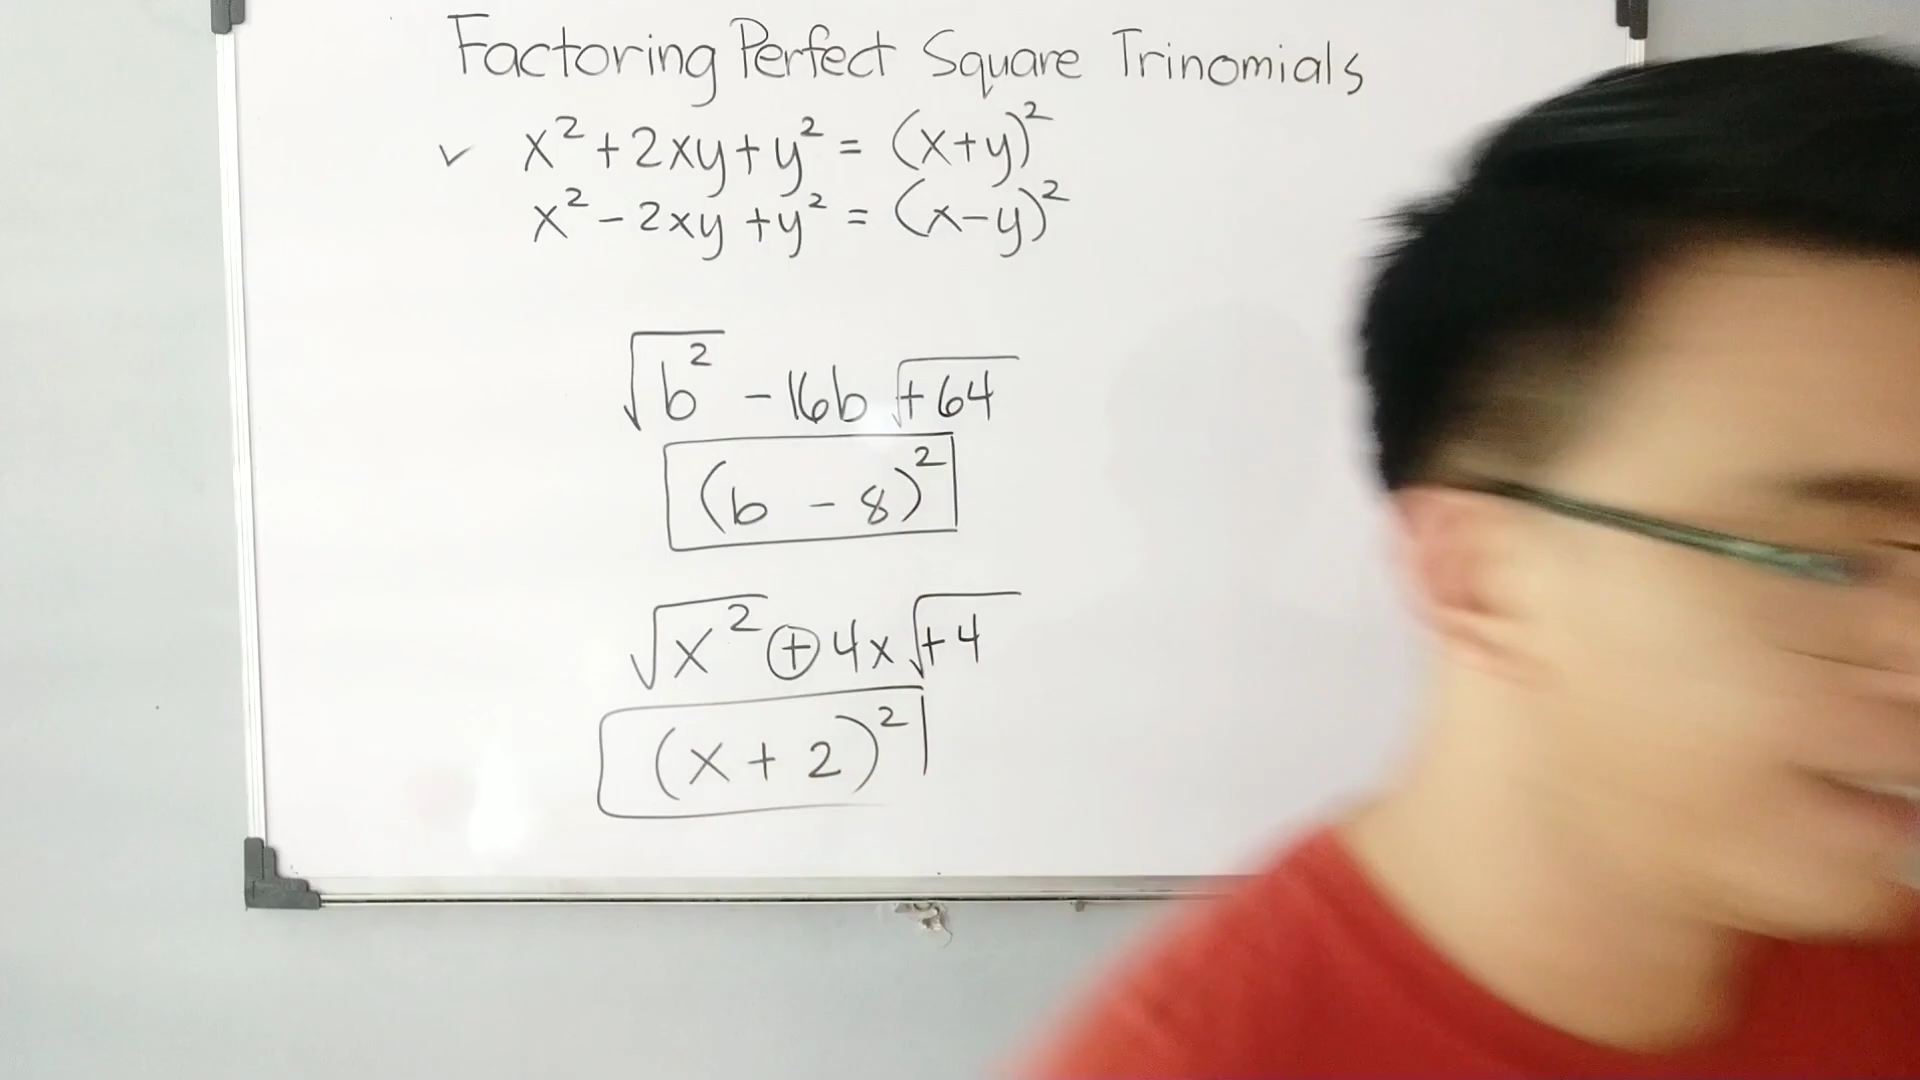 Factoring Perfect Square Trinomials
✓ x² + 2xy + y² = (x+y)²
x² - 2xy + y² = (x-y)²
√b² - 16b √+64
(b - 8)²
√x² ⊕ 4x √+4
(x + 2)²